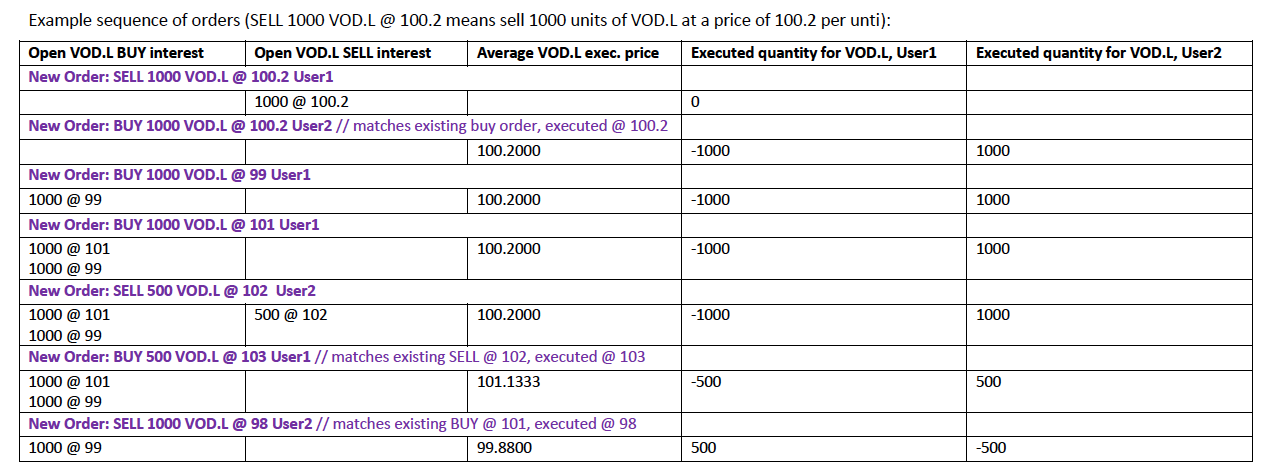 Example sequence of orders (SELL 1000 VOD.L @ 100.2 means sell 1000 units of VOD.L at a price of 100.2 per unti):
Open VOD.L BUY interest Open VOD.L SELL interest Average VOD.L exec. price Executed quantity for VOD.L, User1 Executed quantity for VOD.L, User2
New Order: SELL 1000 VOD.L @ 100.2 User1
1000 @ 100.2 0
New Order: BUY 1000 VOD.L @ 100.2 User2 // matches existing buy order, executed @ 100.2
100.2000 -1000 1000
New Order: BUY 1000 VOD.L @ 99 User1
1000 @ 99 100.2000 -1000 1000
New Order: BUY 1000 VOD.L @ 101 User1
1000 @ 101 100.2000 -1000 1000
1000 @ 99
New Order: SELL 500 VOD.L @ 102 User2
1000 @ 101 500 @ 102 100.2000 -1000 1000
1000 @ 99
New Order: BUY 500 VOD.L @ 103 User1 // matches existing SELL @ 102, executed @ 103
1000 @ 101 101.1333 -500 500
1000 @ 99
New Order: SELL 1000 VOD.L @ 98 User2 // matches existing BUY @ 101, executed @ 98
1000 @ 99 99.8800 500 -500